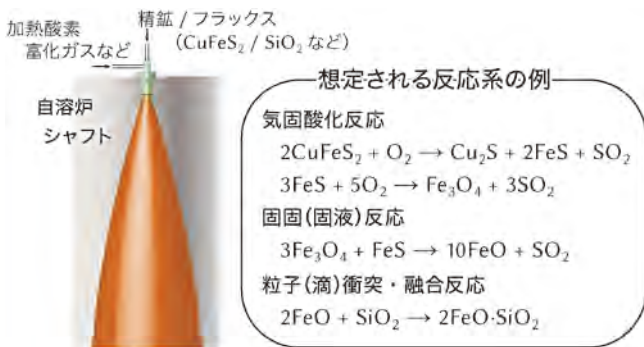 加熱酸素
富化ガスなど
精鉱 / フラックス
(CuFeS₂ / SiO₂ など)
自溶炉
シャフト
想定される反応系の例
気固酸化反応
2CuFeS₂ + O₂ → Cu₂S + 2FeS + SO₂
3FeS + 5O₂ → Fe₃O₄ + 3SO₂
固固(固液)反応
3Fe₃O₄ + FeS → 10FeO + SO₂
粒子(滴)衝突・融合反応
2FeO + SiO₂ → 2FeO·SiO₂